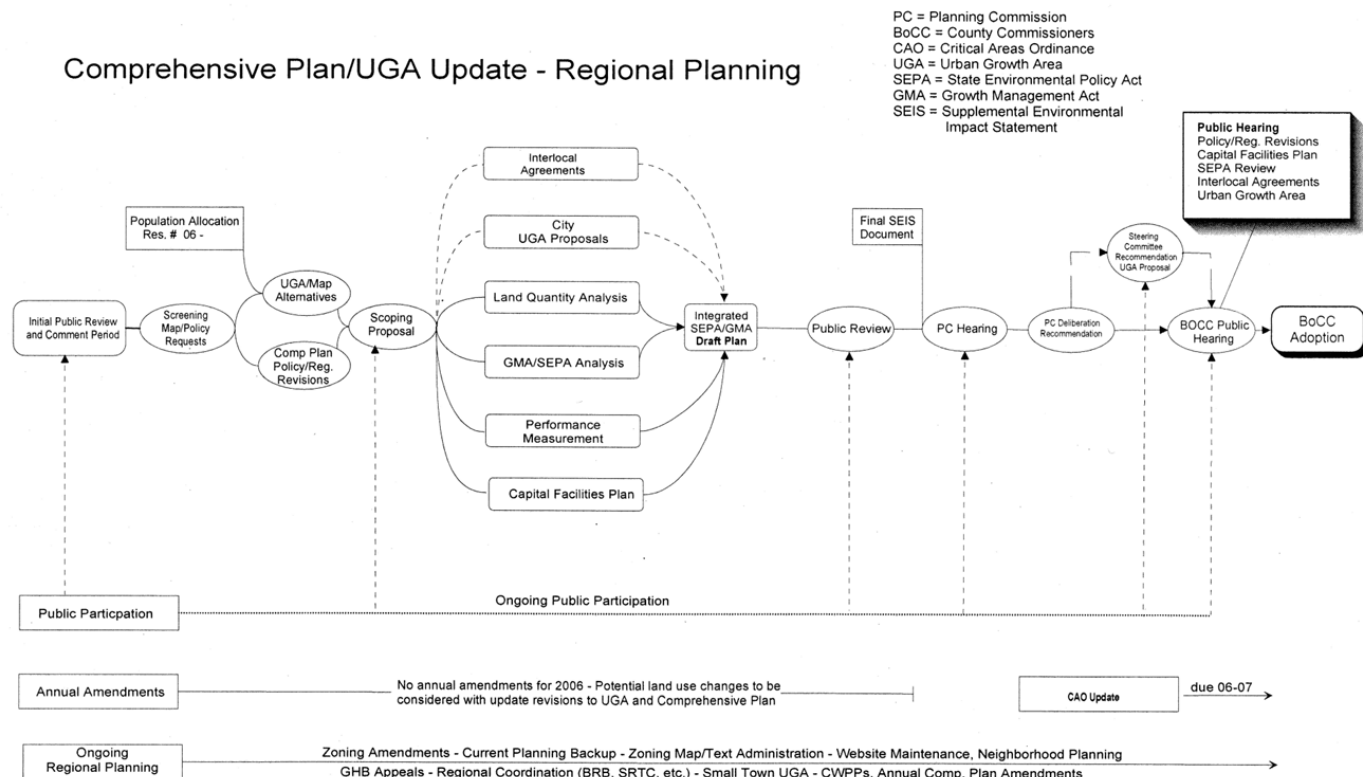 PC = Planning Commission
BoCC = County Commissioners
CAO = Critical Areas Ordinance
UGA = Urban Growth Area
SEPA = State Environmental Policy Act
GMA = Growth Management Act
SEIS = Supplemental Environmental
Impact Statement
Comprehensive Plan/UGA Update - Regional Planning
Public Hearing
Policy/Reg. Revisions
Capital Facilities Plan
SEPA Review
Interlocal Agreements
Urban Growth Area
Interlocal
Agreements
Population Allocation
Res. # 06 -
City
UGA Proposals
Final SEIS
Document
Steering
Committee
Recommendation
UGA Proposal
UGA/Map
Alternatives
Land Quantity Analysis
Initial Public Review
and Comment Period
Screening
Map/Policy
Requests
Scoping
Proposal
Integrated
SEPA/GMA
Draft Plan
Public Review
PC Hearing
PC Deliberation
Recommendation
BOCC Public
Hearing
BoCC
Adoption
Comp Plan
Policy/Reg.
Revisions
GMA/SEPA Analysis
Performance
Measurement
Capital Facilities Plan
Public Particpation
Ongoing Public Participation
Annual Amendments
No annual amendments for 2006 - Potential land use changes to be
considered with update revisions to UGA and Comprehensive Plan
CAO Update
due 06-07
Ongoing
Regional Planning
Zoning Amendments - Current Planning Backup - Zoning Map/Text Administration - Website Maintenance, Neighborhood Planning
GHB Appeals - Regional Coordination (BRB, SRTC, etc.) - Small Town UGA - CWPPs, Annual Comp. Plan Amendments